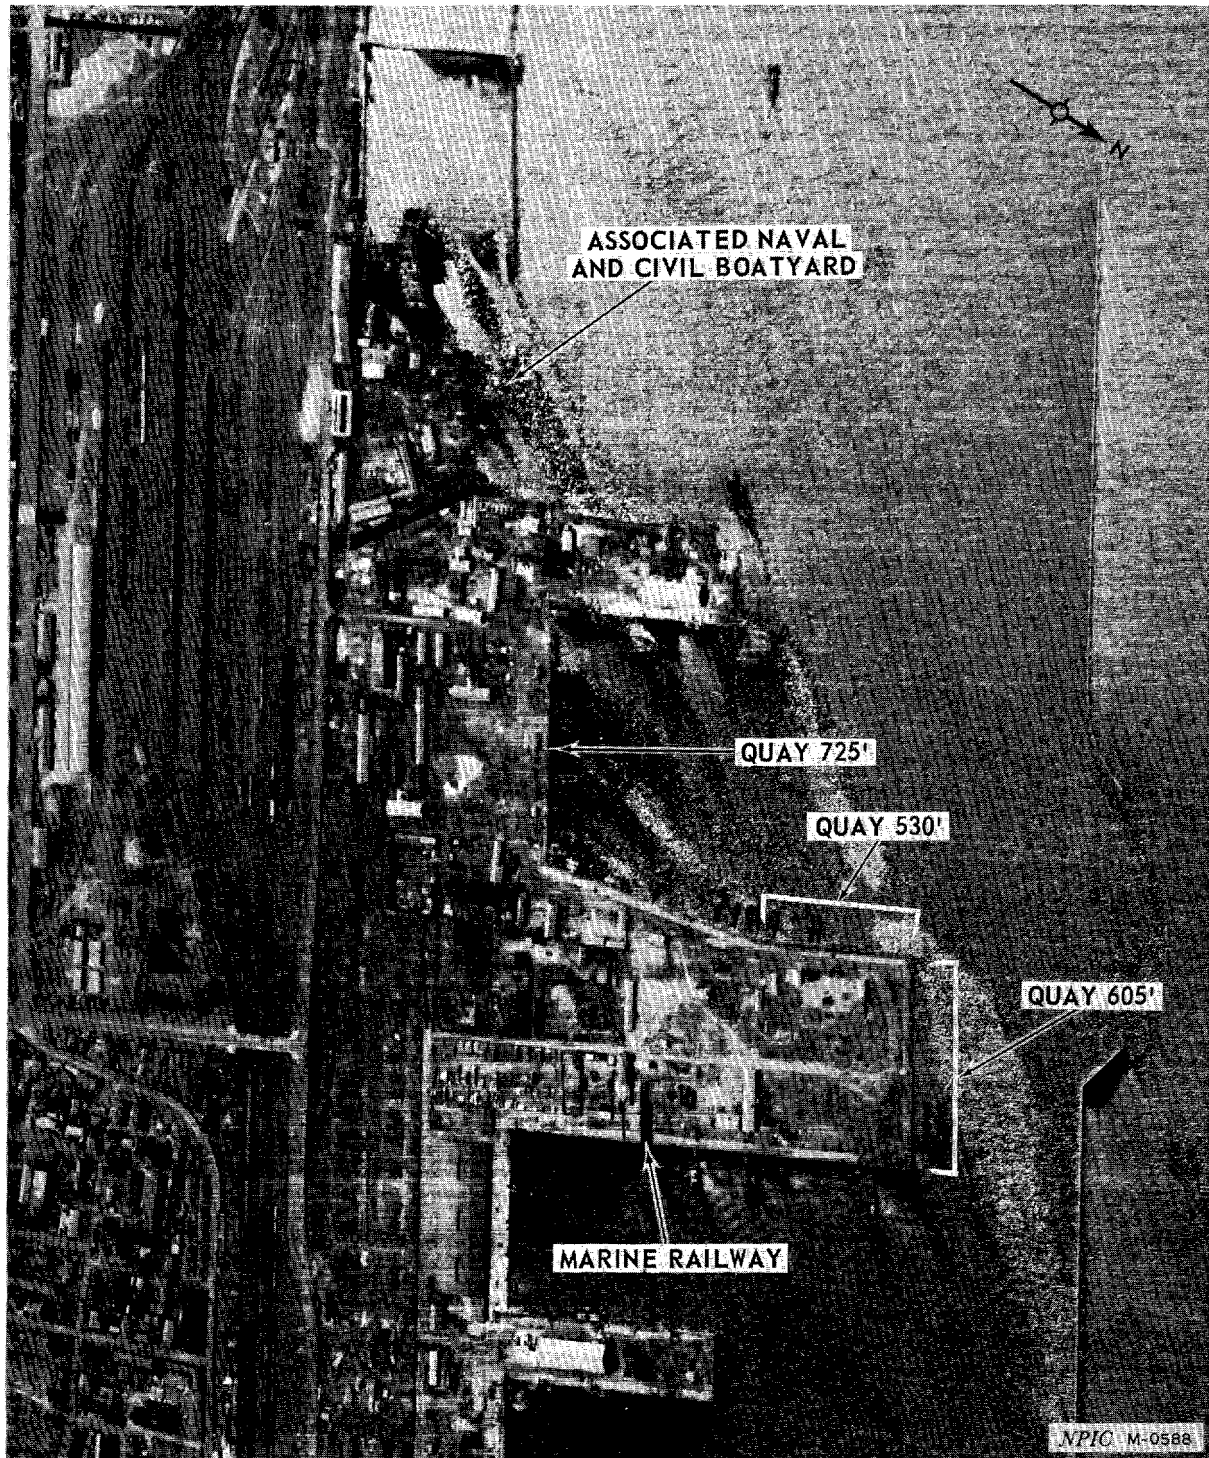 N
ASSOCIATED NAVAL
AND CIVIL BOATYARD
QUAY 725'
QUAY 530'
QUAY 605'
MARINE RAILWAY
NPIC M-0588